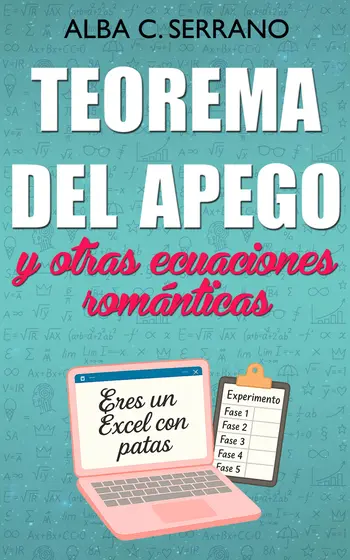 ALBA C. SERRANO
TEOREMA
DEL APEGO
y otras ecuaciones
románticas
Eres un
Excel con
patas
Experimento
Fase 1
Fase 2
Fase 3
Fase 4
Fase 5